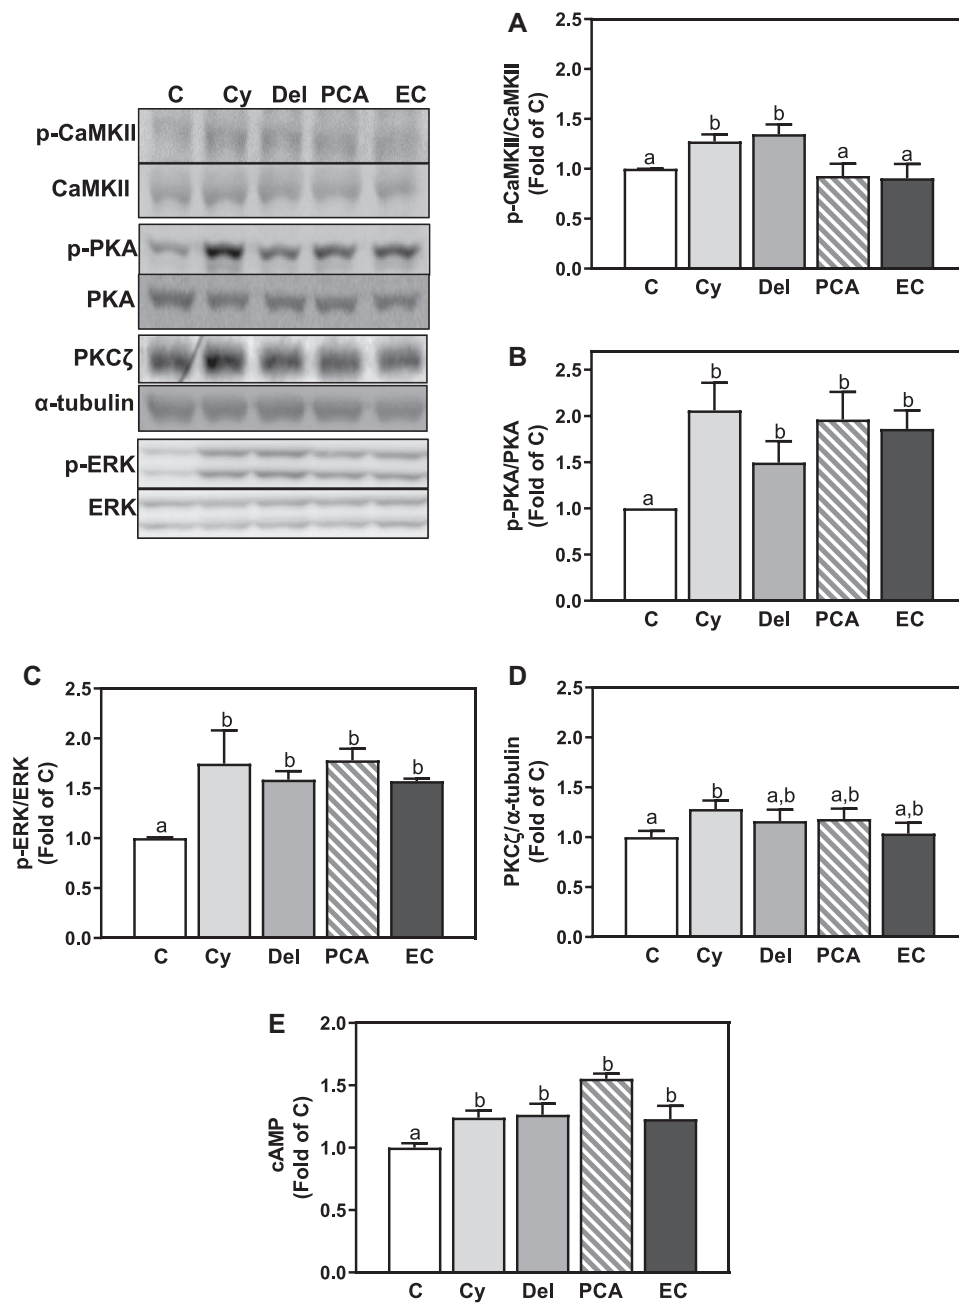 C Cy Del PCA EC
p-CaMKII
CaMKII
p-PKA
PKA
PKCζ
α-tubulin
p-ERK
ERK
A
p-CaMKII/CaMKII
(Fold of C)
2.5
2.0
1.5
1.0
0.5
0.0
a b b a a
C Cy Del PCA EC
B
p-PKA/PKA
(Fold of C)
2.5
2.0
1.5
1.0
0.5
0.0
a b b b b
C Cy Del PCA EC
C
p-ERK/ERK
(Fold of C)
2.5
2.0
1.5
1.0
0.5
0.0
a b b b b
C Cy Del PCA EC
D
PKCζ/α-tubulin
(Fold of C)
2.5
2.0
1.5
1.0
0.5
0.0
a b a,b a,b a,b
C Cy Del PCA EC
E
cAMP
(Fold of C)
2.0
1.5
1.0
0.5
0.0
a b b b b
C Cy Del PCA EC